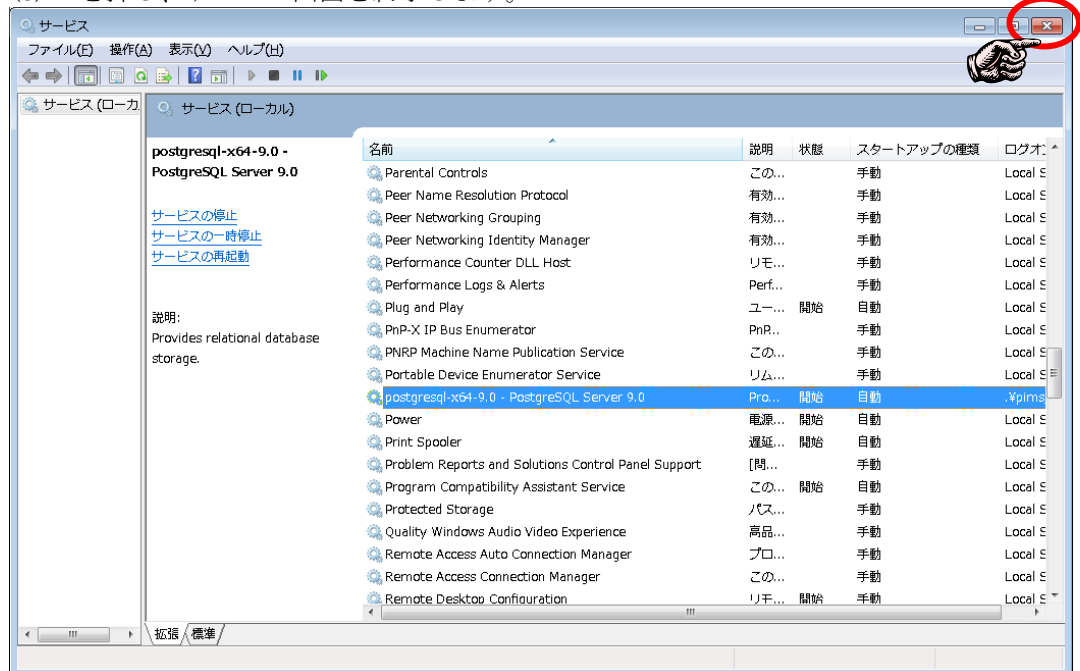 サービス
ファイル(F) 操作(A) 表示(V) ヘルプ(H)
サービス (ローカ
サービス (ローカル)
postgresql-x64-9.0 -
PostgreSQL Server 9.0
サービスの停止
サービスの一時停止
サービスの再起動
説明:
Provides relational database
storage.
名前 説明 状態 スタートアップの種類 ログオン
Parental Controls この... 手動 Local S
Peer Name Resolution Protocol 有効... 手動 Local S
Peer Networking Grouping 有効... 手動 Local S
Peer Networking Identity Manager 有効... 手動 Local S
Performance Counter DLL Host リモ... 手動 Local S
Performance Logs & Alerts Perf... 手動 Local S
Plug and Play ユー... 開始 自動 Local S
PnP-X IP Bus Enumerator PnP... 手動 Local S
PNRP Machine Name Publication Service この... 手動 Local S
Portable Device Enumerator Service リム... 手動 Local S
postgresql-x64-9.0 - PostgreSQL Server 9.0 Pro... 開始 自動 .¥pims
Power 電源... 開始 自動 Local S
Print Spooler 遅延... 開始 自動 Local S
Problem Reports and Solutions Control Panel Support [問... 手動 Local S
Program Compatibility Assistant Service この... 開始 自動 Local S
Protected Storage パス... 手動 Local S
Quality Windows Audio Video Experience 高品... 手動 Local S
Remote Access Auto Connection Manager プロ... 手動 Local S
Remote Access Connection Manager この... 手動 Local S
Remote Desktop Configuration リモ... 開始 手動 Local S
拡張 標準